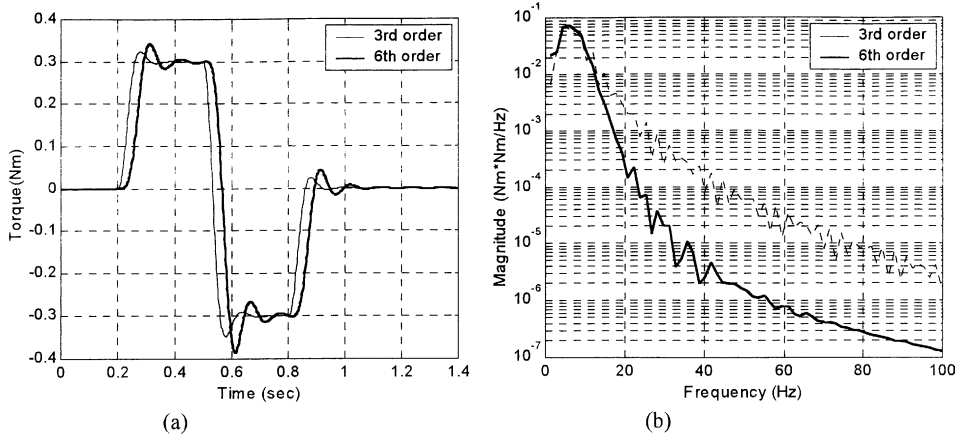 0.4
0.3
0.2
0.1
0
-0.1
-0.2
-0.3
-0.4
Torque(Nm)
0 0.2 0.4 0.6 0.8 1 1.2 1.4
Time (sec)
3rd order
6th order
(a)
10^-1
10^-2
10^-3
10^-4
10^-5
10^-6
10^-7
Magnitude (Nm*Nm/Hz)
0 20 40 60 80 100
Frequency (Hz)
3rd order
6th order
(b)